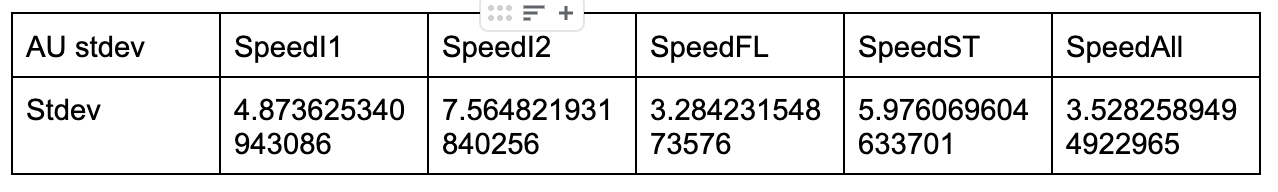 AU stdev SpeedI1 SpeedI2 SpeedFL SpeedST SpeedAll
Stdev 4.873625340 7.564821931 3.284231548 5.976069604 3.528258949
943086 840256 73576 633701 4922965